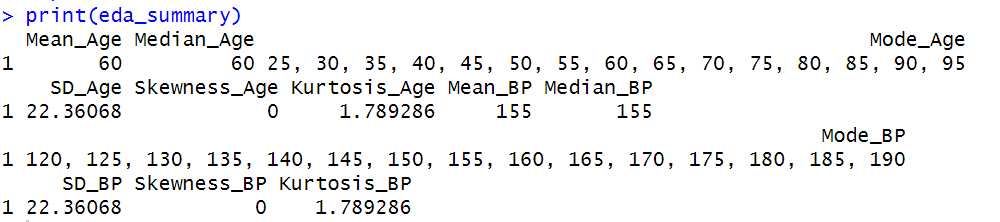 > print(eda_summary)
Mean_Age Median_Age Mode_Age
1 60 60 25, 30, 35, 40, 45, 50, 55, 60, 65, 70, 75, 80, 85, 90, 95
SD_Age Skewness_Age Kurtosis_Age Mean_BP Median_BP
1 22.36068 0 1.789286 155 155
Mode_BP
1 120, 125, 130, 135, 140, 145, 150, 155, 160, 165, 170, 175, 180, 185, 190
SD_BP Skewness_BP Kurtosis_BP
1 22.36068 0 1.789286